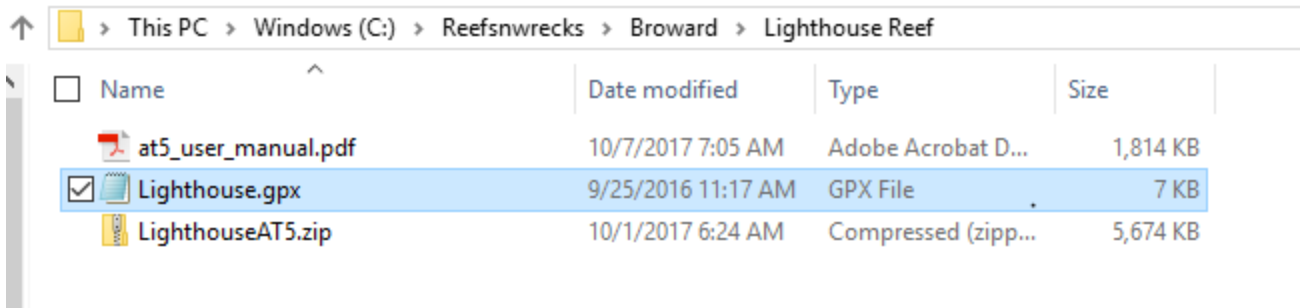 This PC > Windows (C:) > Reefsnwrecks > Broward > Lighthouse Reef
Name Date modified Type Size
at5_user_manual.pdf 10/7/2017 7:05 AM Adobe Acrobat D... 1,814 KB
Lighthouse.gpx 9/25/2016 11:17 AM GPX File 7 KB
LighthouseAT5.zip 10/1/2017 6:24 AM Compressed (zipp... 5,674 KB